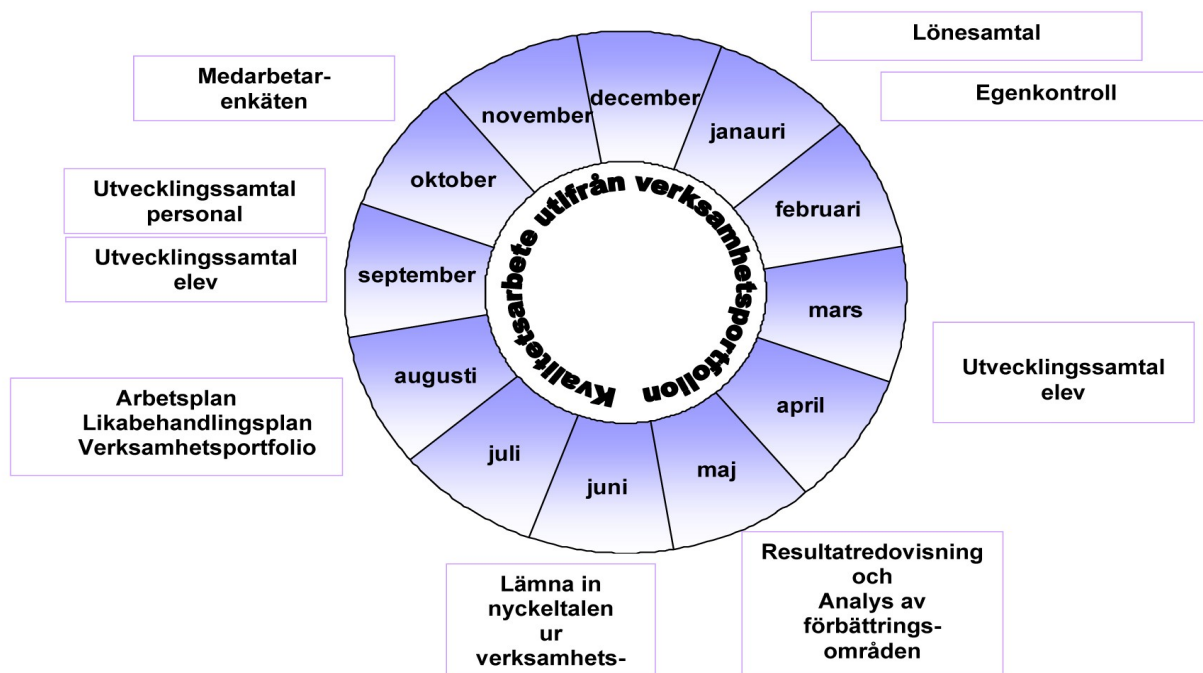 Lönesamtal
Egenkontroll
Medarbetar-
enkäten
Utvecklingssamtal
personal
Utvecklingssamtal
elev
Arbetsplan
Likabehandlingsplan
Verksamhetsportfolio
Utvecklingssamtal
elev
Lämna in
nyckeltalen
ur
verksamhets-
Resultatredovisning
och
Analys av
förbättrings-
områden
december
janauri
februari
mars
april
maj
juni
juli
augusti
september
oktober
november
Kvalitetsarbete utifrån verksamhetsportfolion